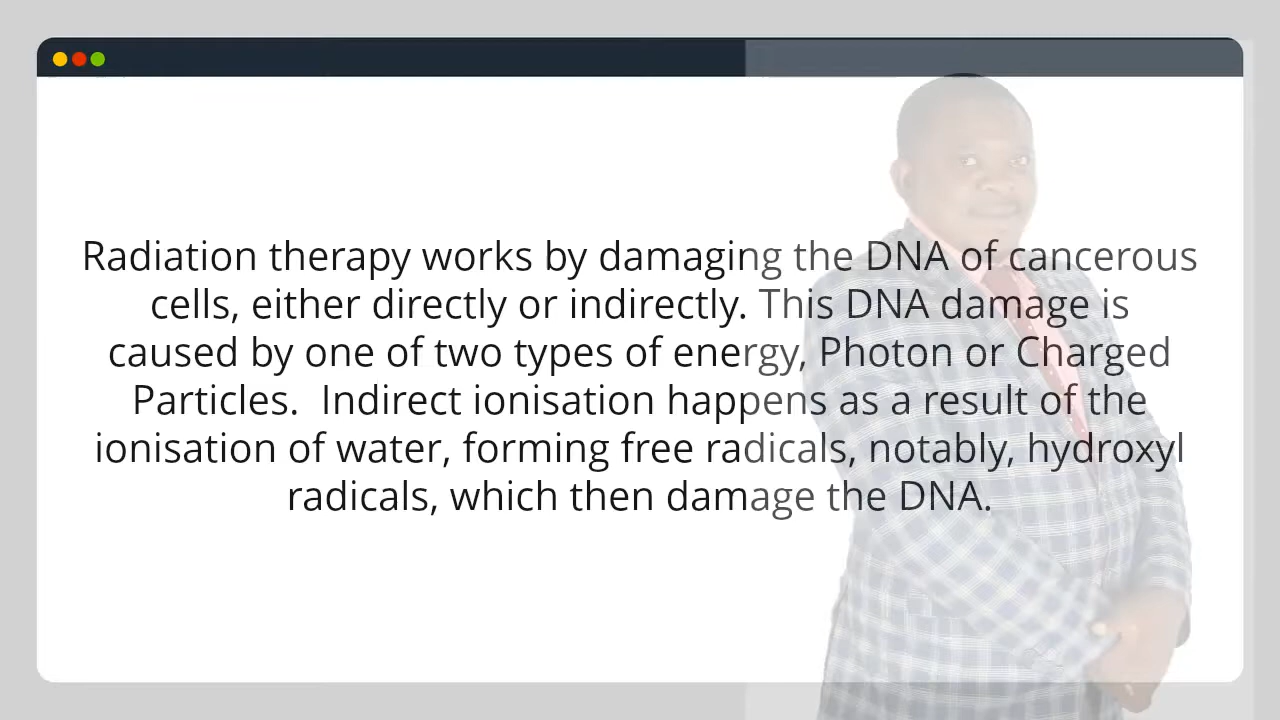 Radiation therapy works by damaging the DNA of cancerous
cells, either directly or indirectly. This DNA damage is
caused by one of two types of energy, Photon or Charged
Particles.  Indirect ionisation happens as a result of the
ionisation of water, forming free radicals, notably, hydroxyl
radicals, which then damage the DNA.